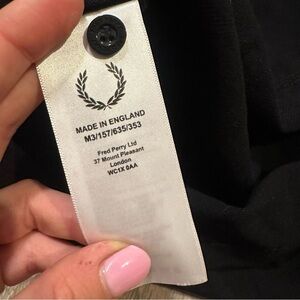 MADE IN ENGLAND
M3/157/635/353
Fred Perry Ltd
37 Mount Pleasant
London
WC1X 0AA